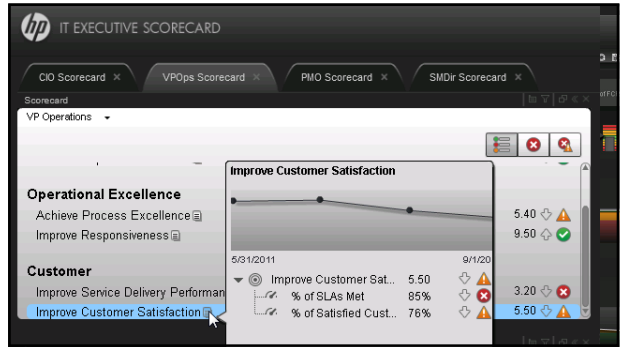 hp IT EXECUTIVE SCORECARD
CIO Scorecard × VPOps Scorecard × PMO Scorecard × SMDir Scorecard ×
Scorecard
VP Operations
Improve Customer Satisfaction
Operational Excellence
Achieve Process Excellence 5.40
Improve Responsiveness 9.50
5/31/2011 9/1/20
Customer
Improve Customer Sat... 5.50
Improve Service Delivery Performan 3.20
% of SLAs Met 85%
Improve Customer Satisfaction 5.50
% of Satisfied Cust... 76%